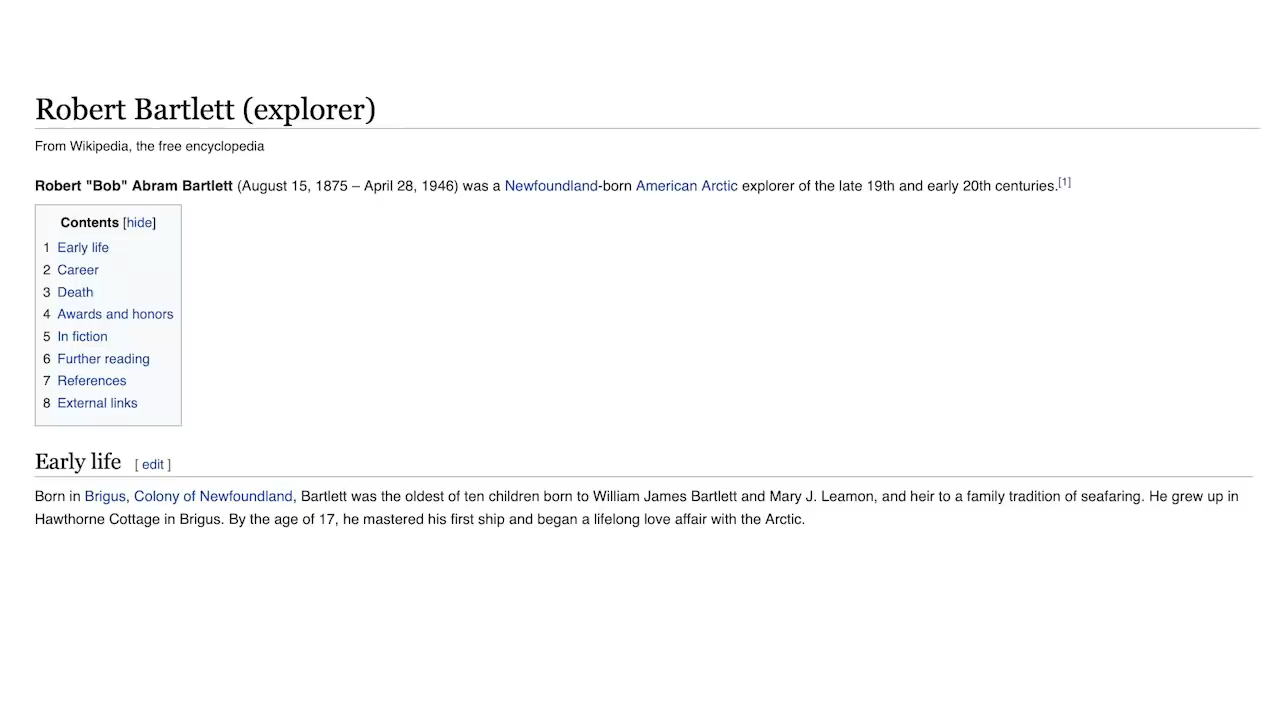 Robert Bartlett (explorer)
From Wikipedia, the free encyclopedia
Robert "Bob" Abram Bartlett (August 15, 1875 – April 28, 1946) was a Newfoundland-born American Arctic explorer of the late 19th and early 20th centuries.[1]
Contents [hide]
1 Early life
2 Career
3 Death
4 Awards and honors
5 In fiction
6 Further reading
7 References
8 External links
Early life [ edit ]
Born in Brigus, Colony of Newfoundland, Bartlett was the oldest of ten children born to William James Bartlett and Mary J. Leamon, and heir to a family tradition of seafaring. He grew up in
Hawthorne Cottage in Brigus. By the age of 17, he mastered his first ship and began a lifelong love affair with the Arctic.